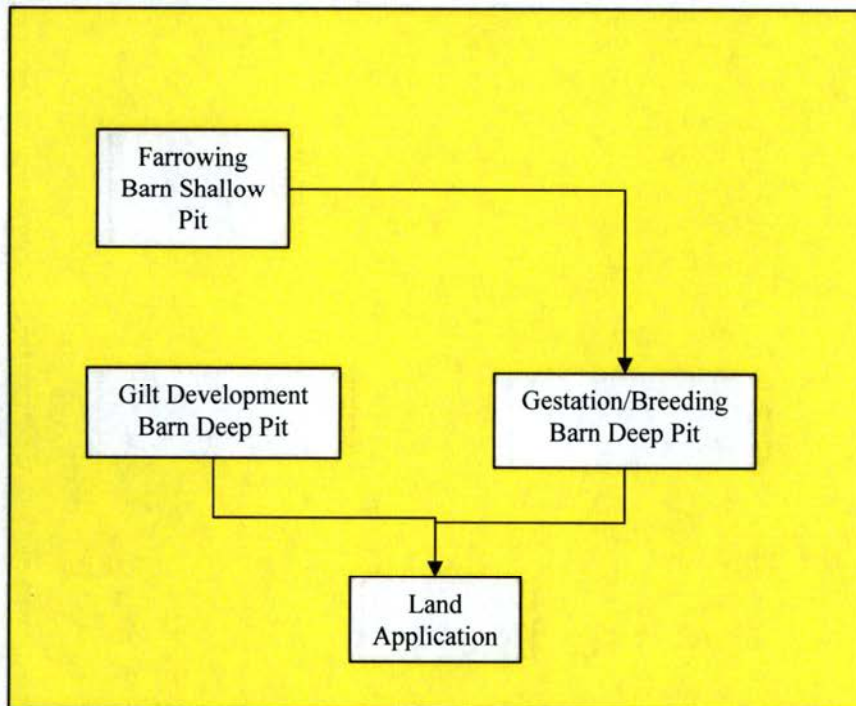 Farrowing
Barn Shallow
Pit
Gilt Development
Barn Deep Pit
Gestation/Breeding
Barn Deep Pit
Land
Application